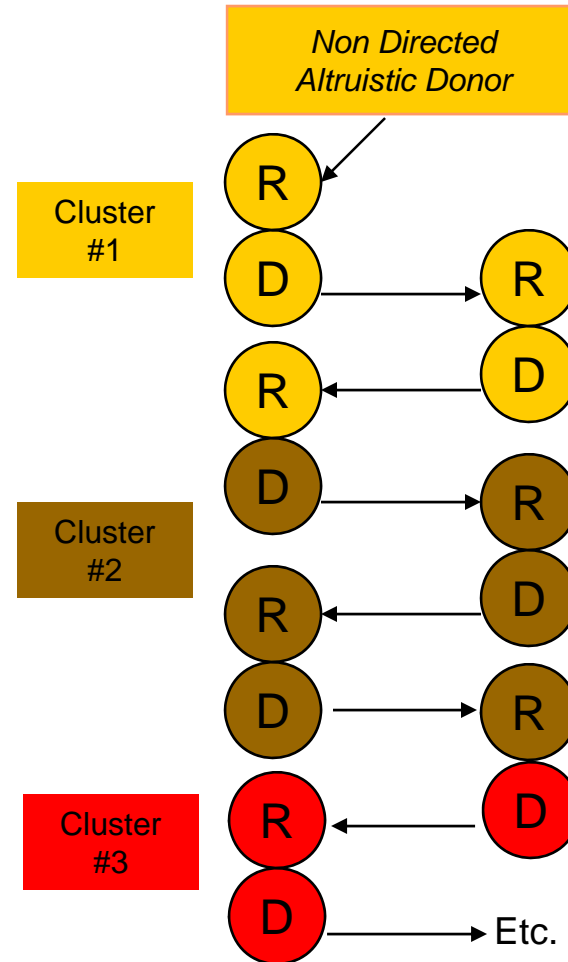 Non Directed
Altruistic Donor
R
Cluster
#1
D
R
R
D
D
R
Cluster
#2
R
D
D
R
R
D
Cluster
#3
D
Etc.